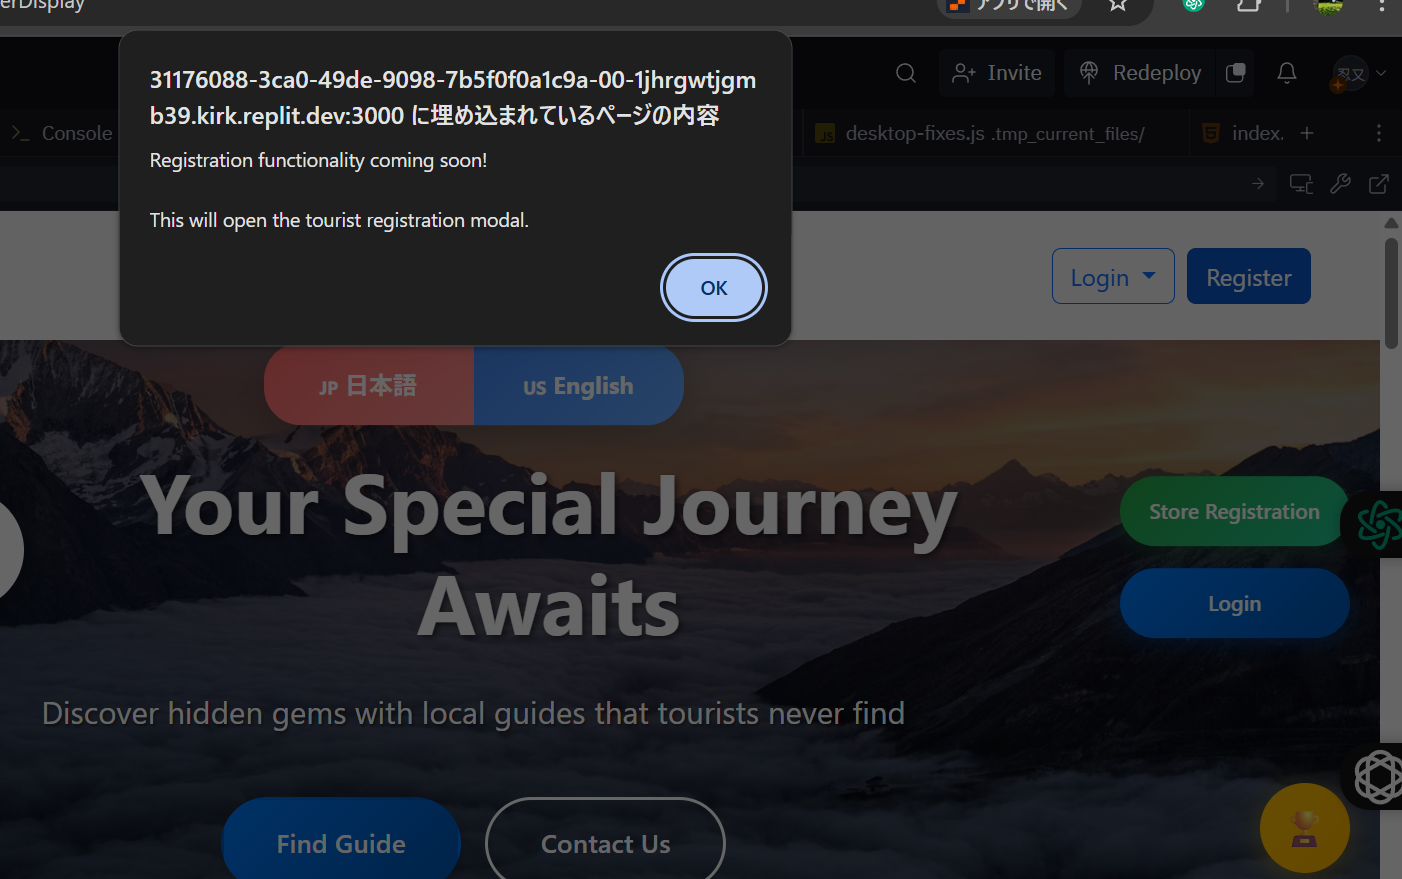 erDisplay
アプリで開く
31176088-3ca0-49de-9098-7b5f0f0a1c9a-00-1jhrgwtjgm
b39.kirk.replit.dev:3000 に埋め込まれているページの内容
Registration functionality coming soon!
This will open the tourist registration modal.
OK
Invite
Redeploy
Console
JS desktop-fixes.js .tmp_current_files/
index.
Login
Register
JP 日本語
US English
Your Special Journey
Awaits
Store Registration
Login
Discover hidden gems with local guides that tourists never find
Find Guide
Contact Us